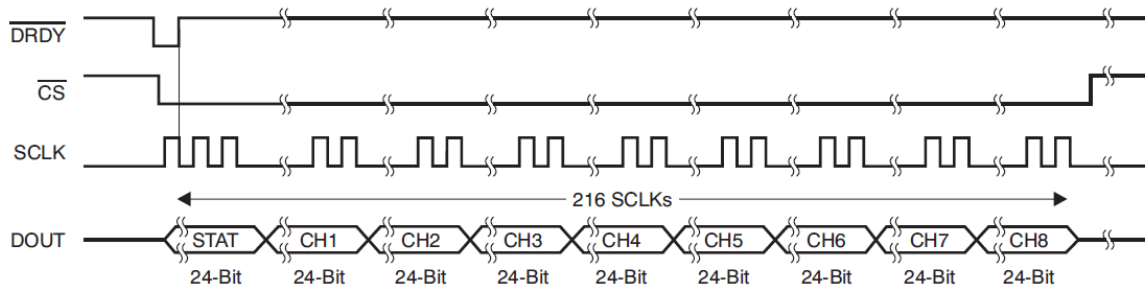 DRDY
CS
SCLK
216 SCLKs
DOUT STAT CH1 CH2 CH3 CH4 CH5 CH6 CH7 CH8
24-Bit 24-Bit 24-Bit 24-Bit 24-Bit 24-Bit 24-Bit 24-Bit 24-Bit